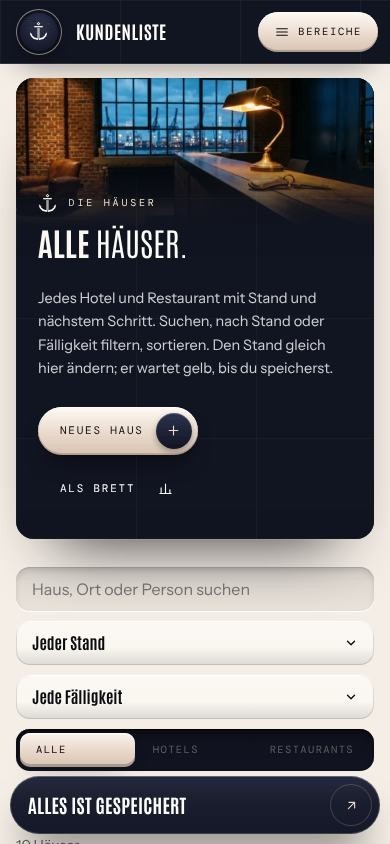 KUNDENLISTE
BEREICHE
DIE HÄUSER
ALLE HÄUSER.
Jedes Hotel und Restaurant mit Stand und
nächstem Schritt. Suchen, nach Stand oder
Fälligkeit filtern, sortieren. Den Stand gleich
hier ändern; er wartet gelb, bis du speicherst.
NEUES HAUS
ALS BRETT
Haus, Ort oder Person suchen
Jeder Stand
Jede Fälligkeit
ALLE
HOTELS
RESTAURANTS
ALLES IST GESPEICHERT